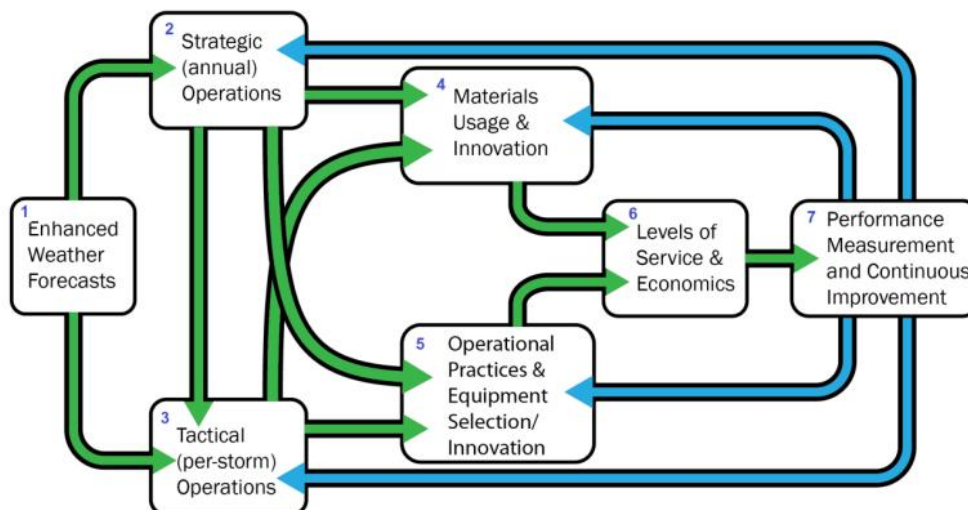 1
Enhanced
Weather
Forecasts
2
Strategic
(annual)
Operations
3
Tactical
(per-storm)
Operations
4
Materials
Usage &
Innovation
5
Operational
Practices &
Equipment
Selection/
Innovation
6
Levels of
Service &
Economics
7
Performance
Measurement
and Continuous
Improvement